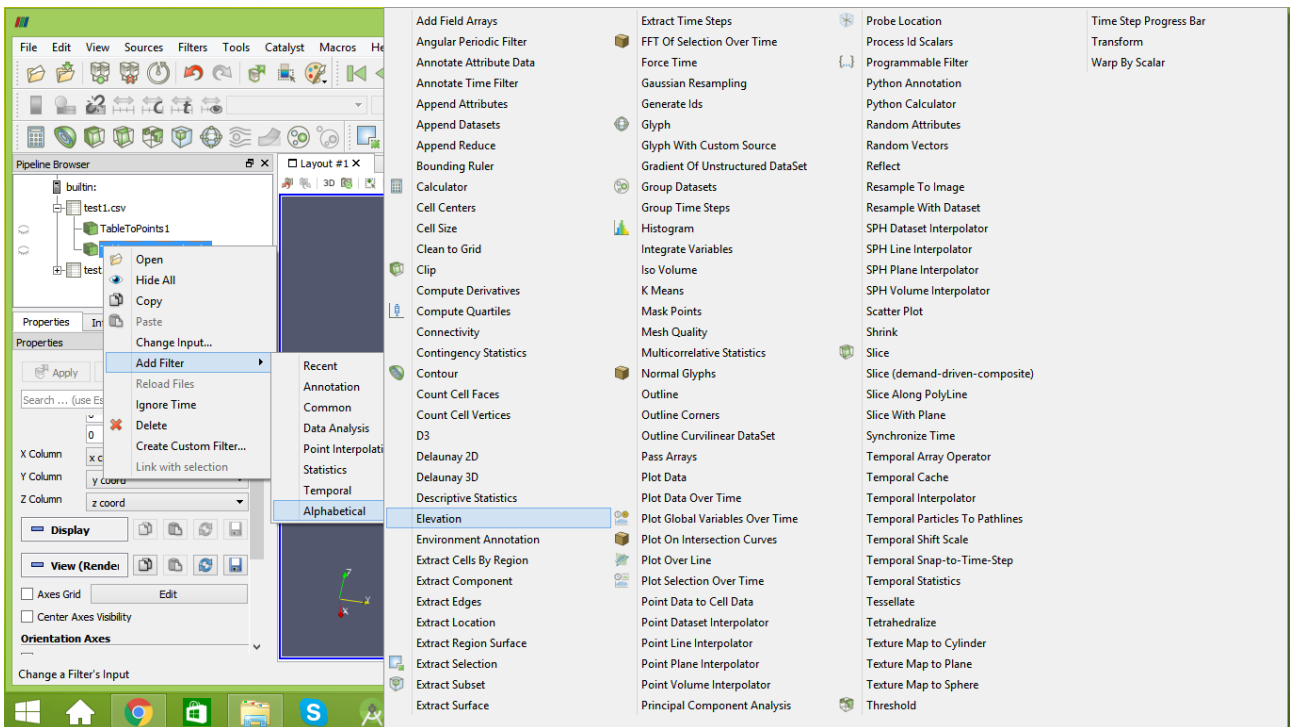 File Edit View Sources Filters Tools Catalyst Macros He
Pipeline Browser
Layout #1
3D
builtin:
test1.csv
TableToPoints1
test
Open
Hide All
Copy
Paste
Change Input...
Add Filter
Reload Files
Ignore Time
Delete
Create Custom Filter...
Link with selection
Properties
Properties
Apply
Search ... (use Es
0
X Column
Y Column
y coord
Z Column
z coord
Display
View (Render
Axes Grid
Edit
Center Axes Visibility
Orientation Axes
Change a Filter's Input
Recent
Annotation
Common
Data Analysis
Point Interpolati
Statistics
Temporal
Alphabetical
Add Field Arrays
Angular Periodic Filter
Annotate Attribute Data
Annotate Time Filter
Append Attributes
Append Datasets
Append Reduce
Bounding Ruler
Calculator
Cell Centers
Cell Size
Clean to Grid
Clip
Compute Derivatives
Compute Quartiles
Connectivity
Contingency Statistics
Contour
Count Cell Faces
Count Cell Vertices
D3
Delaunay 2D
Delaunay 3D
Descriptive Statistics
Elevation
Environment Annotation
Extract Cells By Region
Extract Component
Extract Edges
Extract Location
Extract Region Surface
Extract Selection
Extract Subset
Extract Surface
Extract Time Steps
FFT Of Selection Over Time
Force Time
Gaussian Resampling
Generate Ids
Glyph
Glyph With Custom Source
Gradient Of Unstructured DataSet
Group Datasets
Group Time Steps
Histogram
Integrate Variables
Iso Volume
K Means
Mask Points
Mesh Quality
Multicorrelative Statistics
Normal Glyphs
Outline
Outline Corners
Outline Curvilinear DataSet
Pass Arrays
Plot Data
Plot Data Over Time
Plot Global Variables Over Time
Plot On Intersection Curves
Plot Over Line
Plot Selection Over Time
Point Data to Cell Data
Point Dataset Interpolator
Point Line Interpolator
Point Plane Interpolator
Point Volume Interpolator
Principal Component Analysis
Probe Location
Process Id Scalars
Programmable Filter
Python Annotation
Python Calculator
Random Attributes
Random Vectors
Reflect
Resample To Image
Resample With Dataset
SPH Dataset Interpolator
SPH Line Interpolator
SPH Plane Interpolator
SPH Volume Interpolator
Scatter Plot
Shrink
Slice
Slice (demand-driven-composite)
Slice Along PolyLine
Slice With Plane
Synchronize Time
Temporal Array Operator
Temporal Cache
Temporal Interpolator
Temporal Particles To Pathlines
Temporal Shift Scale
Temporal Snap-to-Time-Step
Temporal Statistics
Tessellate
Tetrahedralize
Texture Map to Cylinder
Texture Map to Plane
Texture Map to Sphere
Threshold
Time Step Progress Bar
Transform
Warp By Scalar